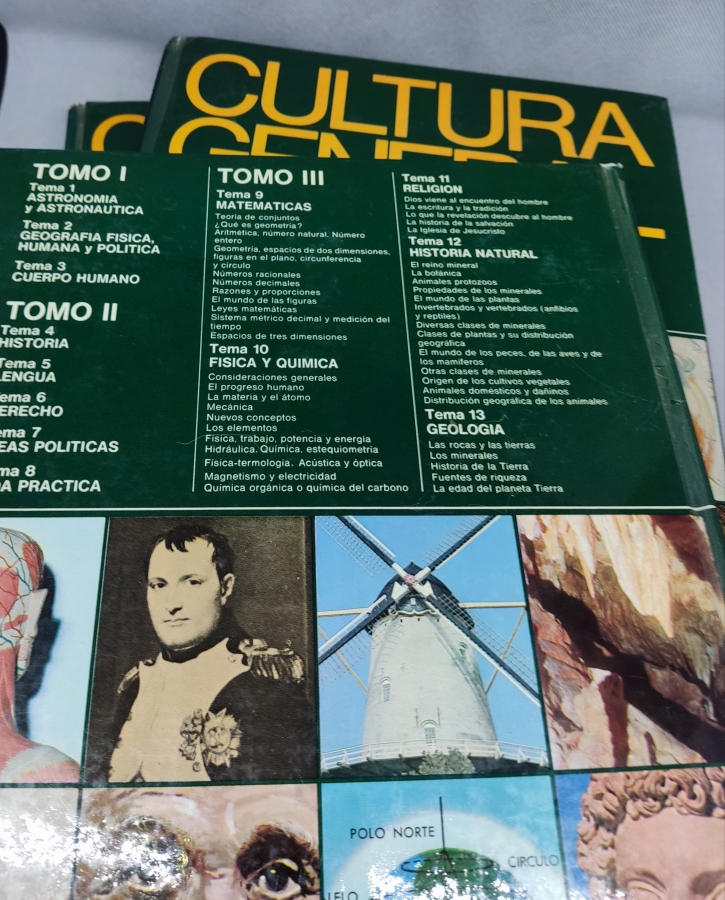 CULTURA
TOMO I
Tema 1
ASTRONOMIA
y ASTRONAUTICA
Tema 2
GEOGRAFIA FISICA,
HUMANA y POLITICA
Tema 3
CUERPO HUMANO
TOMO II
Tema 4
HISTORIA
Tema 5
LENGUA
ema 6
ERECHO
ema 7
EAS POLITICAS
ma 8
A PRACTICA
TOMO III
Tema 9
MATEMATICAS
Teoría de conjuntos
¿Qué es geometría?
Aritmética, número natural. Número
entero
Geometría, espacios de dos dimensiones,
figuras en el plano, circunferencia
y círculo
Números racionales
Números decimales
Razones y proporciones
El mundo de las figuras
Leyes matemáticas
Sistema métrico decimal y medición del
tiempo
Espacios de tres dimensiones
Tema 10
FISICA Y QUIMICA
Consideraciones generales
El progreso humano
La materia y el átomo
Mecánica
Nuevos conceptos
Los elementos
Física, trabajo, potencia y energía
Hidráulica. Química, estequiometría
Física-termología. Acústica y óptica
Magnetismo y electricidad
Química orgánica o química del carbono
Tema 11
RELIGION
Dios viene al encuentro del hombre
La escritura y la tradición
Lo que la revelación descubre al hombre
La historia de la salvación
La Iglesia de Jesucristo
Tema 12
HISTORIA NATURAL
El reino mineral
La botánica
Animales protozoos
Propiedades de los minerales
El mundo de las plantas
Invertebrados y vertebrados (anfibios
y reptiles)
Diversas clases de minerales
Clases de plantas y su distribución
geográfica
El mundo de los peces, de las aves y de
los mamíferos
Otras clases de minerales
Origen de los cultivos vegetales
Animales domésticos y dañinos
Distribución geográfica de los animales
Tema 13
GEOLOGIA
Las rocas y las tierras
Los minerales
Historia de la Tierra
Fuentes de riqueza
La edad del planeta Tierra
POLO NORTE
CIRCULO